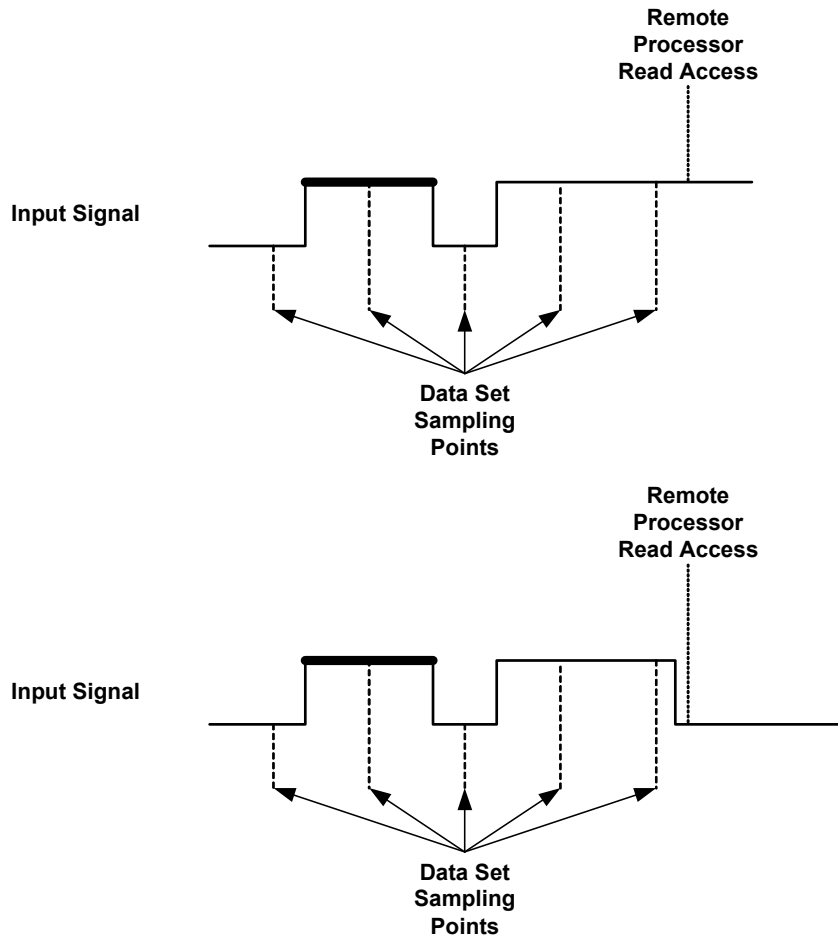 Remote
Processor
Read Access
Input Signal
Data Set
Sampling
Points
Remote
Processor
Read Access
Input Signal
Data Set
Sampling
Points